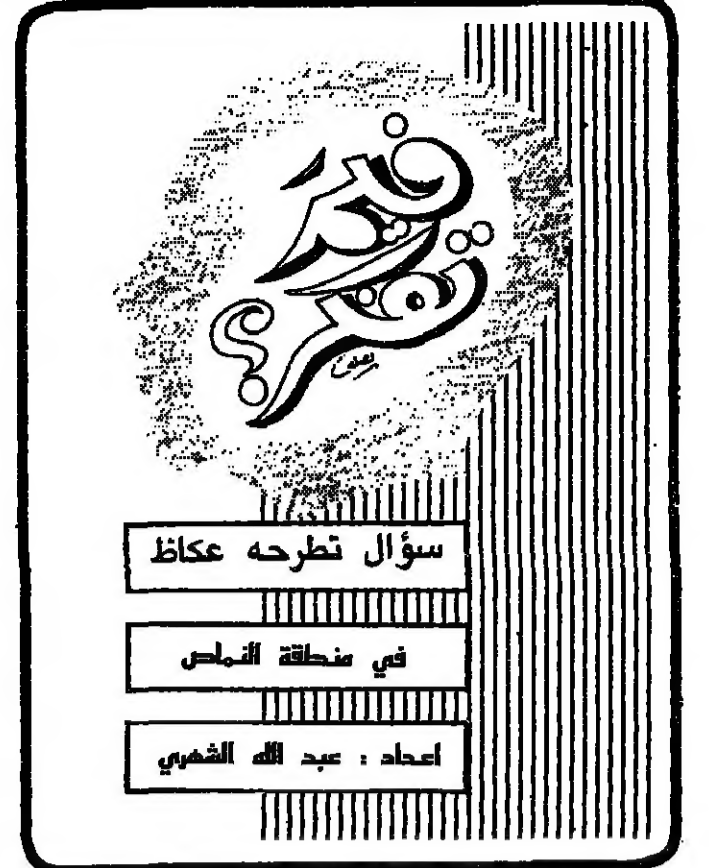 سؤال تطرحه عكاظ
في منطقة النماص
اعداد : عبد الله الشهري